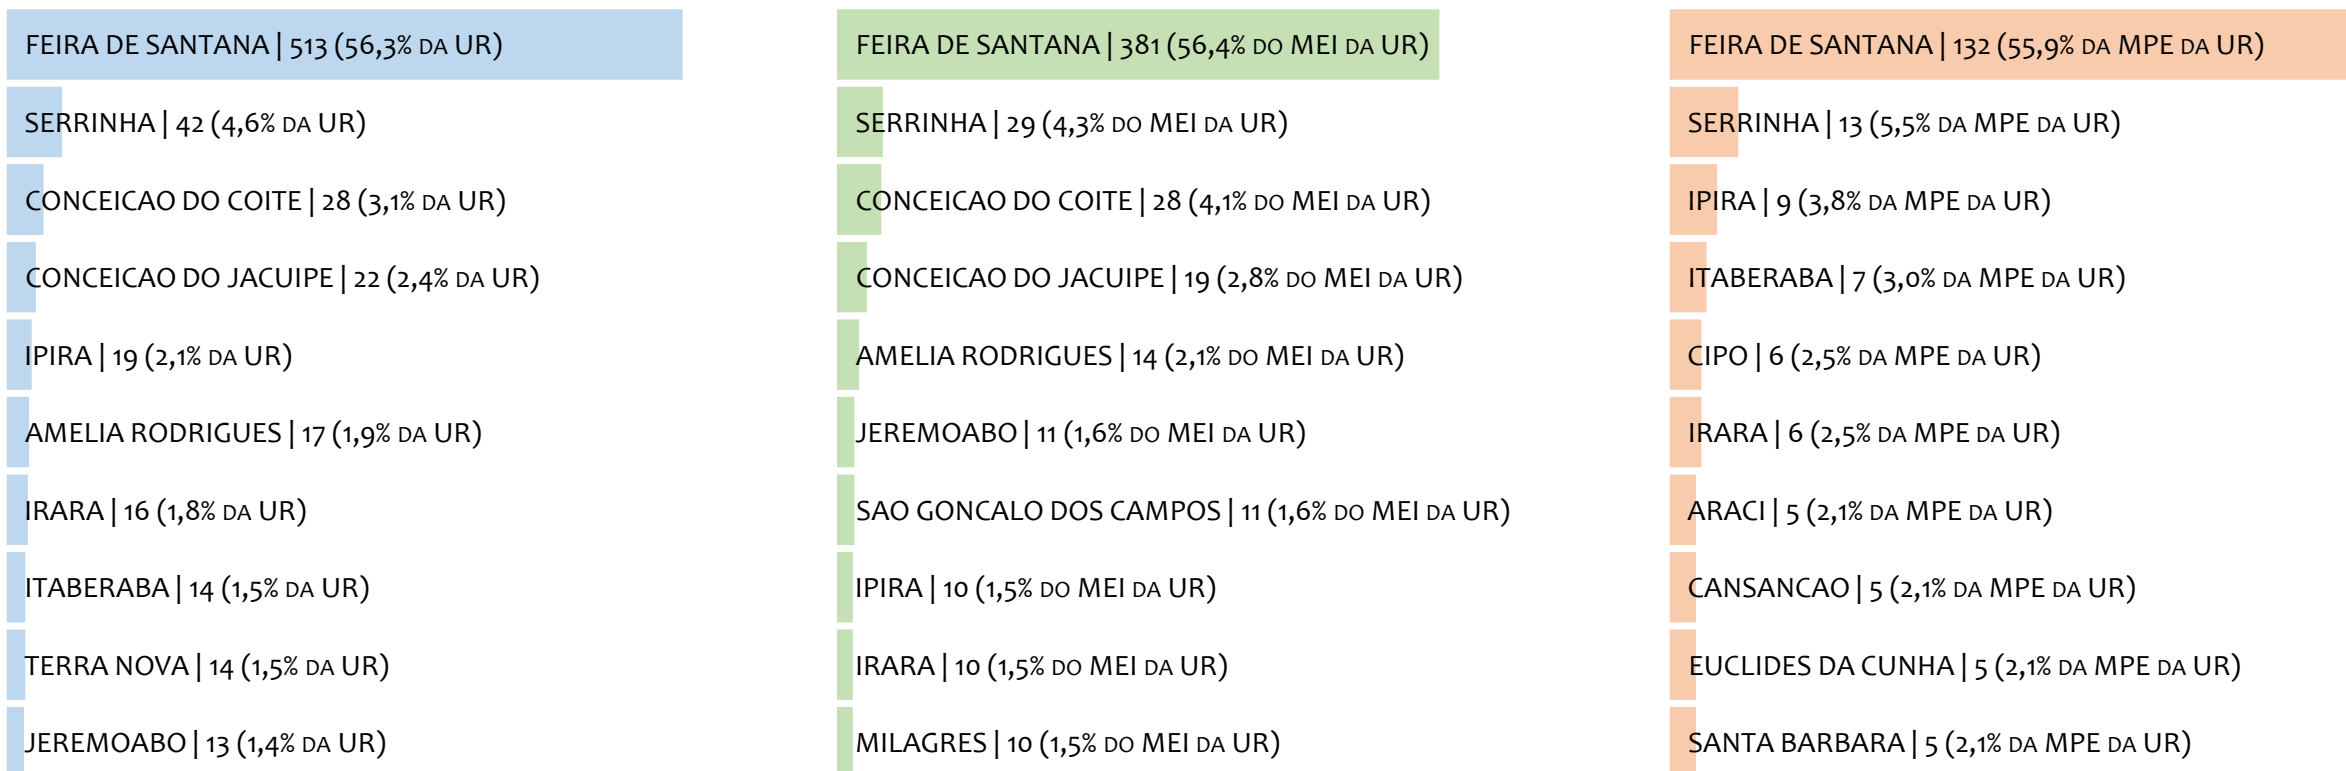 FEIRA DE SANTANA | 513 (56,3% DA UR)
SERRINHA | 42 (4,6% DA UR)
CONCEICAO DO COITE | 28 (3,1% DA UR)
CONCEICAO DO JACUIPE | 22 (2,4% DA UR)
IPIRA | 19 (2,1% DA UR)
AMELIA RODRIGUES | 17 (1,9% DA UR)
IRARA | 16 (1,8% DA UR)
ITABERABA | 14 (1,5% DA UR)
TERRA NOVA | 14 (1,5% DA UR)
JEREMOABO | 13 (1,4% DA UR)
FEIRA DE SANTANA | 381 (56,4% DO MEI DA UR)
SERRINHA | 29 (4,3% DO MEI DA UR)
CONCEICAO DO COITE | 28 (4,1% DO MEI DA UR)
CONCEICAO DO JACUIPE | 19 (2,8% DO MEI DA UR)
AMELIA RODRIGUES | 14 (2,1% DO MEI DA UR)
JEREMOABO | 11 (1,6% DO MEI DA UR)
SAO GONCALO DOS CAMPOS | 11 (1,6% DO MEI DA UR)
IPIRA | 10 (1,5% DO MEI DA UR)
IRARA | 10 (1,5% DO MEI DA UR)
MILAGRES | 10 (1,5% DO MEI DA UR)
FEIRA DE SANTANA | 132 (55,9% DA MPE DA UR)
SERRINHA | 13 (5,5% DA MPE DA UR)
IPIRA | 9 (3,8% DA MPE DA UR)
ITABERABA | 7 (3,0% DA MPE DA UR)
CIPO | 6 (2,5% DA MPE DA UR)
IRARA | 6 (2,5% DA MPE DA UR)
ARACI | 5 (2,1% DA MPE DA UR)
CANSANCAO | 5 (2,1% DA MPE DA UR)
EUCLIDES DA CUNHA | 5 (2,1% DA MPE DA UR)
SANTA BARBARA | 5 (2,1% DA MPE DA UR)